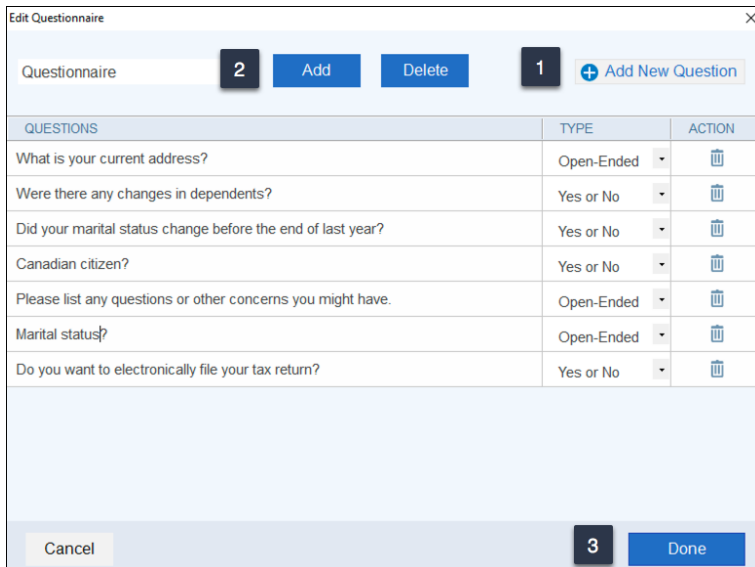 Edit Questionnaire
Questionnaire 2 Add Delete 1 Add New Question
QUESTIONS TYPE ACTION
What is your current address? Open-Ended
Were there any changes in dependents? Yes or No
Did your marital status change before the end of last year? Yes or No
Canadian citizen? Yes or No
Please list any questions or other concerns you might have. Open-Ended
Marital status? Open-Ended
Do you want to electronically file your tax return? Yes or No
Cancel 3 Done